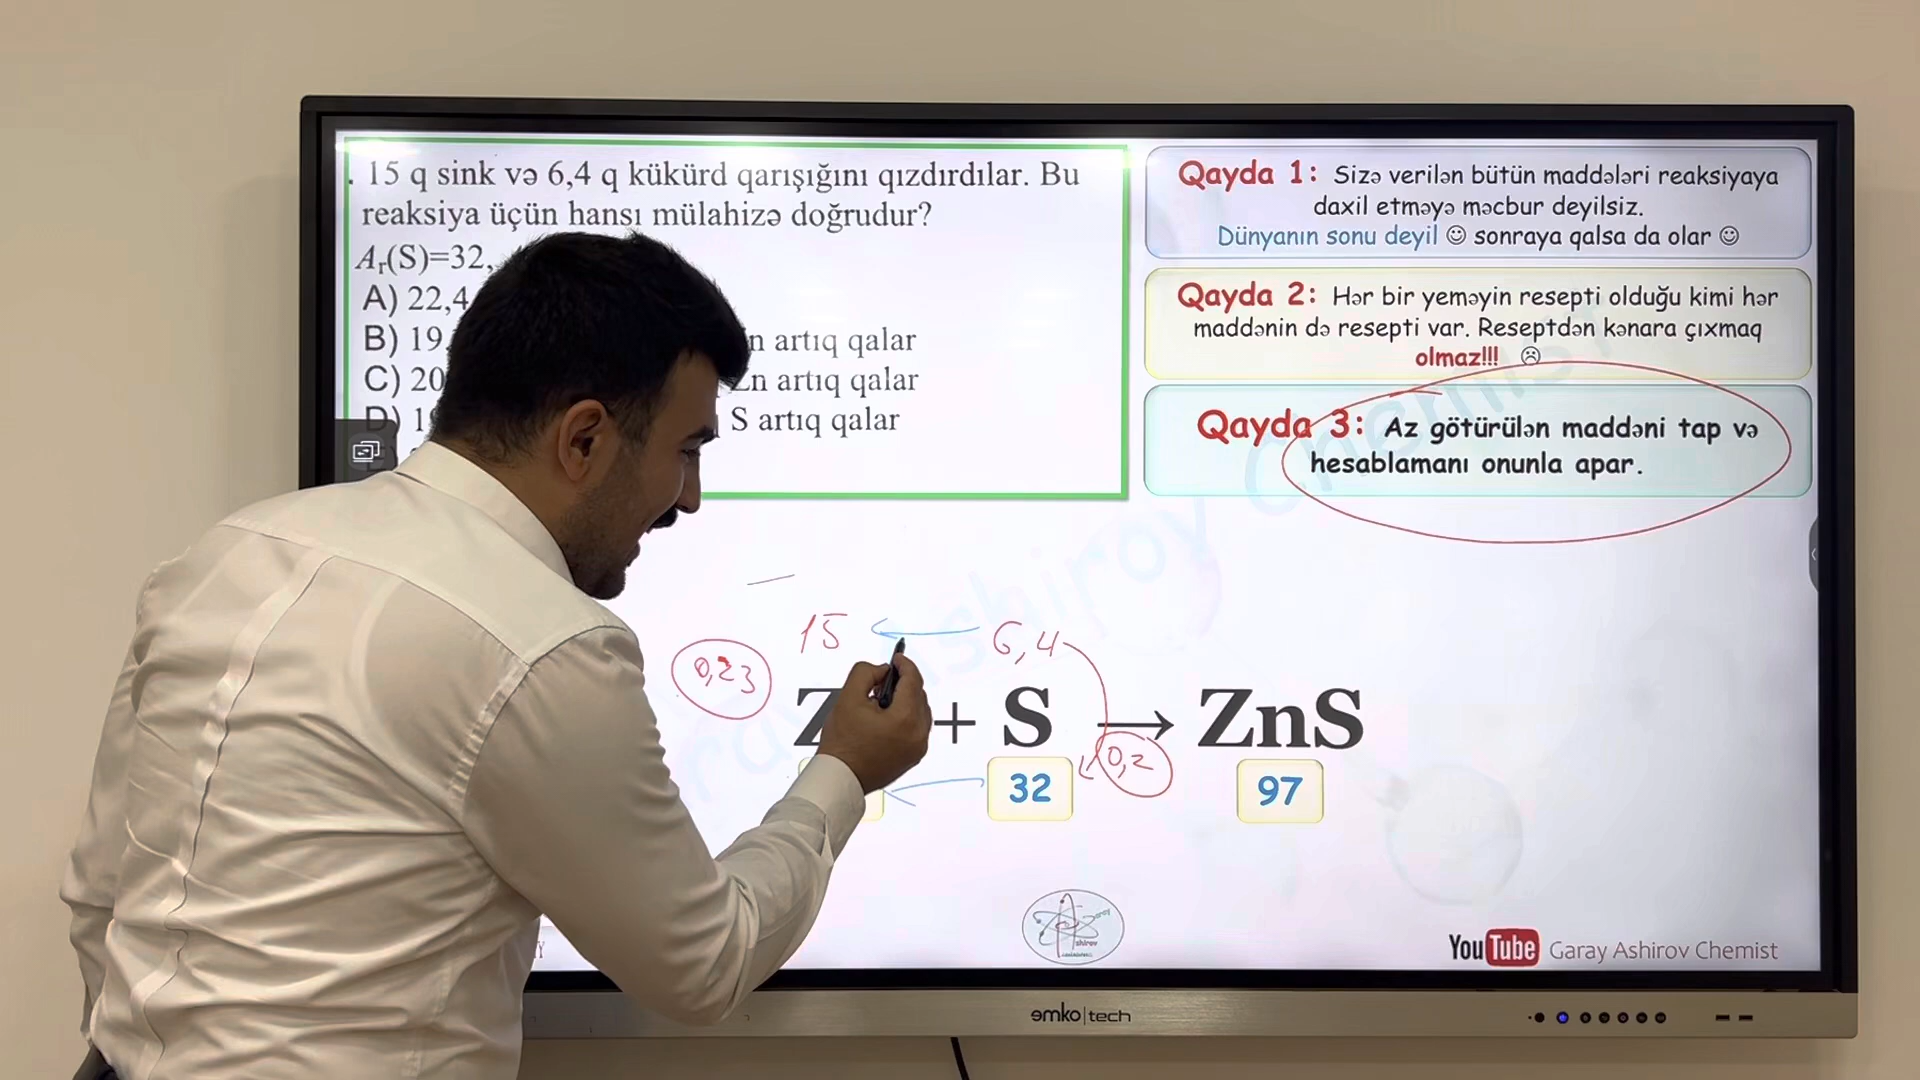 . 15 q sink və 6,4 q kükürd qarışığını qızdırdılar. Bu
reaksiya üçün hansı mülahizə doğrudur?
Ar(S)=32,
A) 22,4
B) 19, n artıq qalar
C) 20 Zn artıq qalar
D) 19 S artıq qalar
Qayda 1: Sizə verilən bütün maddələri reaksiyaya
daxil etməyə məcbur deyilsiz.
Dünyanın sonu deyil ☺ sonraya qalsa da olar ☺
Qayda 2: Hər bir yeməyin resepti olduğu kimi hər
maddənin də resepti var. Reseptdən kənara çıxmaq
olmaz!!! ☹
Qayda 3: Az götürülən maddəni tap və
hesablamanı onunla apar.
15 6,4
0,23
Z + S → ZnS
0,2
32 97
YouTube Garay Ashirov Chemist
emko|tech